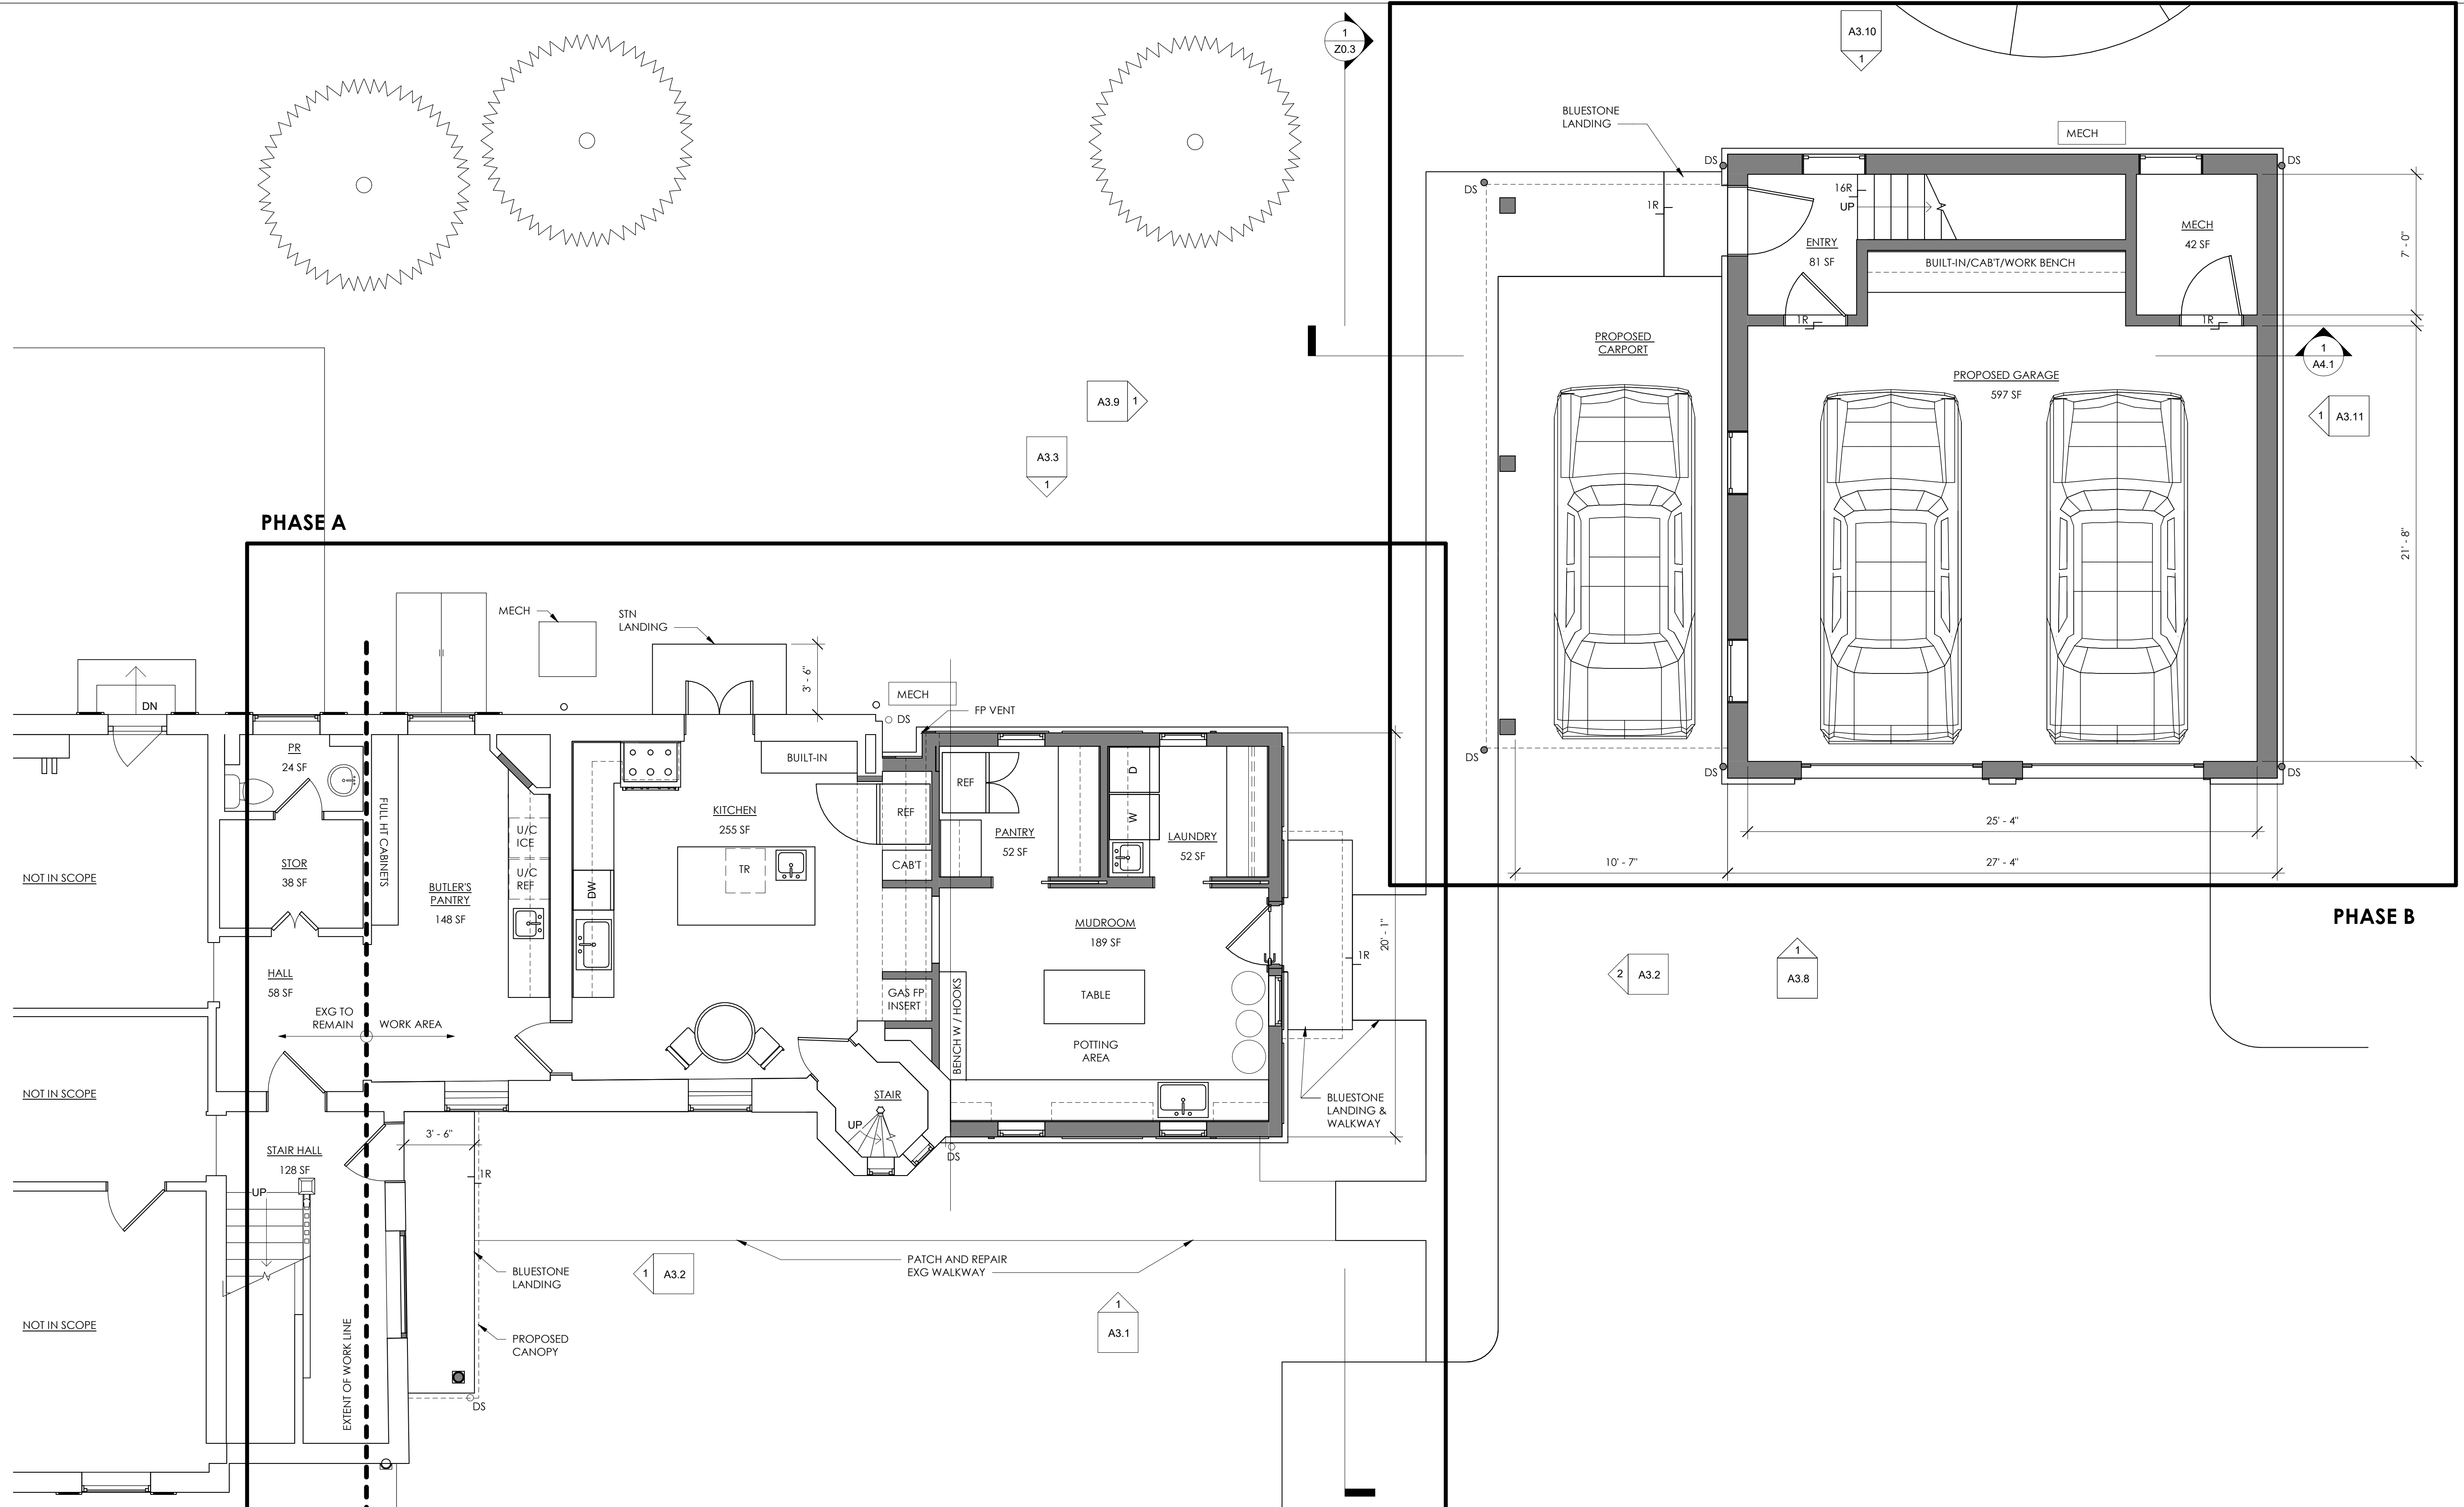 1
Z0.3
A3.10
1
BLUESTONE
LANDING
MECH
DS
DS
DS
16R
UP
1R
ENTRY
81 SF
MECH
42 SF
BUILT-IN/CAB'T/WORK BENCH
7' - 0"
1R
1R
PROPOSED
CARPORT
1
A4.1
PROPOSED GARAGE
597 SF
A3.9
1
1
A3.11
A3.3
1
21' - 8"
DS
DS
DS
25' - 4"
10' - 7"
27' - 4"
PHASE B
2
A3.2
1
A3.8
PHASE A
MECH
STN
LANDING
3' - 6"
MECH
DS
FP VENT
DN
PR
24 SF
BUILT-IN
REF
D
FULL HT CABINETS
KITCHEN
255 SF
REF
W
U/C
ICE
PANTRY
52 SF
LAUNDRY
52 SF
STOR
38 SF
TR
CAB'T
NOT IN SCOPE
U/C
REF
DW
BUTLER'S
PANTRY
148 SF
MUDROOM
189 SF
20' - 1"
1R
HALL
58 SF
GAS FP
INSERT
BENCH W / HOOKS
TABLE
EXG TO
REMAIN
WORK AREA
POTTING
AREA
NOT IN SCOPE
STAIR
UP
BLUESTONE
LANDING &
WALKWAY
3' - 6"
DS
STAIR HALL
128 SF
1R
UP
PATCH AND REPAIR
EXG WALKWAY
BLUESTONE
LANDING
1
A3.2
NOT IN SCOPE
EXTENT OF WORK LINE
PROPOSED
CANOPY
1
A3.1
DS